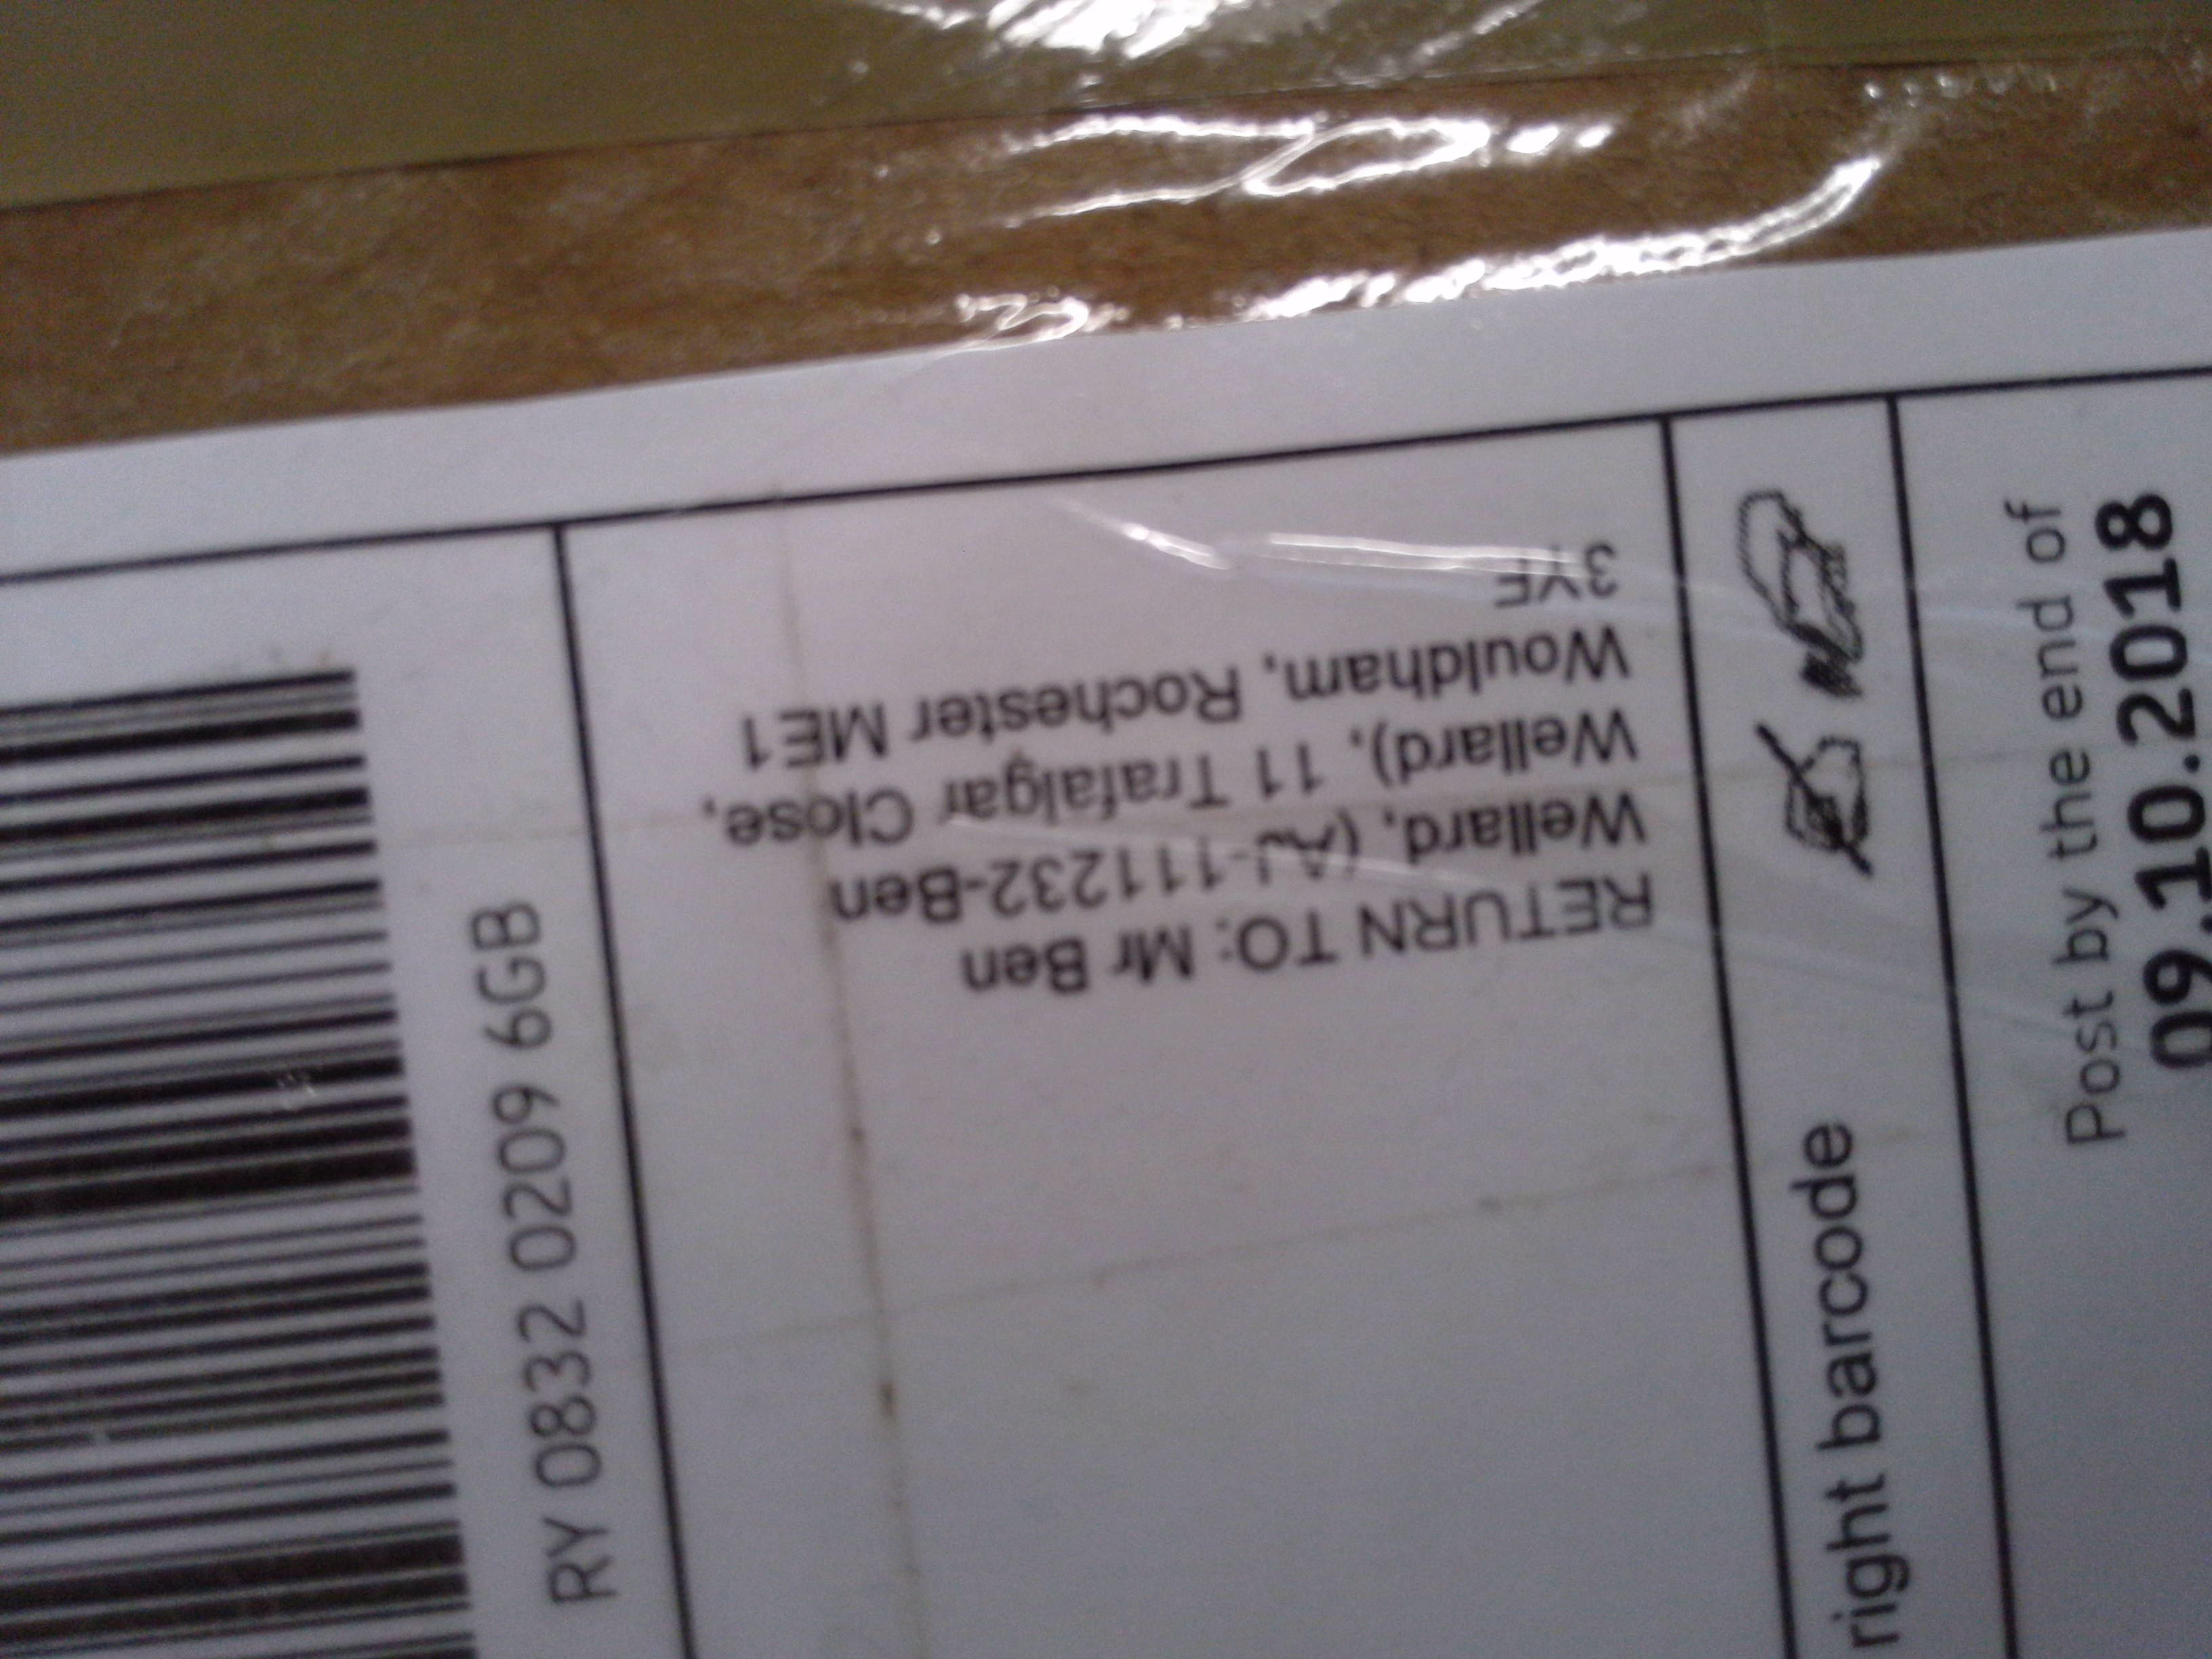 RY 0832 0209 6GB
RETURN TO: Mr Ben
Wellard, (AJ-111232-Ben
Wellard), 11 Trafalgar Close,
Wouldham, Rochester ME1
3YF
right barcode
Post by the end of
09.10.2018